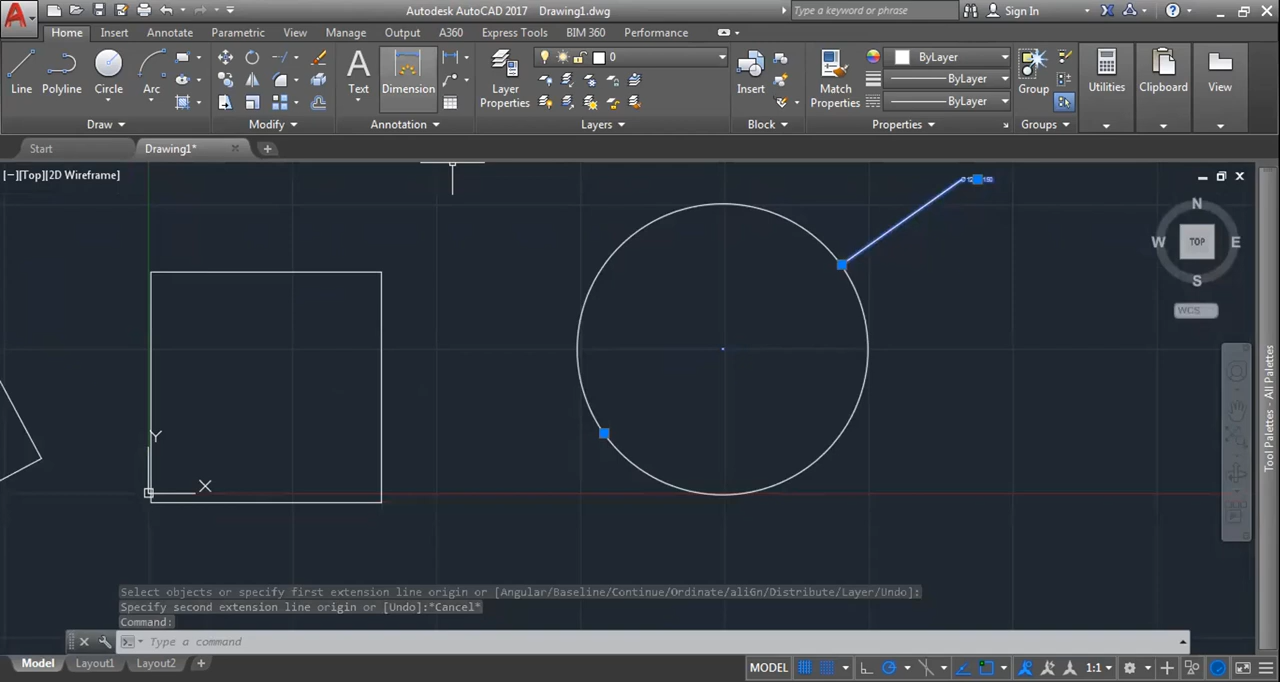 Autodesk AutoCAD 2017 Drawing1.dwg
Type a keyword or phrase
Sign In
Home Insert Annotate Parametric View Manage Output A360 Express Tools BIM 360 Performance
Line Polyline Circle Arc
Text Dimension
Layer Properties
0
Insert
Match Properties
ByLayer
ByLayer
ByLayer
Group
Utilities
Clipboard
View
Draw Modify Annotation Layers Block Properties Groups
Start Drawing1*
[−][Top][2D Wireframe]
N
W TOP E
S
WCS
Y
X
Tool Palettes - All Palettes
Select objects or specify first extension line origin or [Angular/Baseline/Continue/Ordinate/aliGn/Distribute/Layer/Undo]:
Specify second extension line origin or [Undo]:*Cancel*
Command:
Type a command
Model Layout1 Layout2
MODEL 1:1